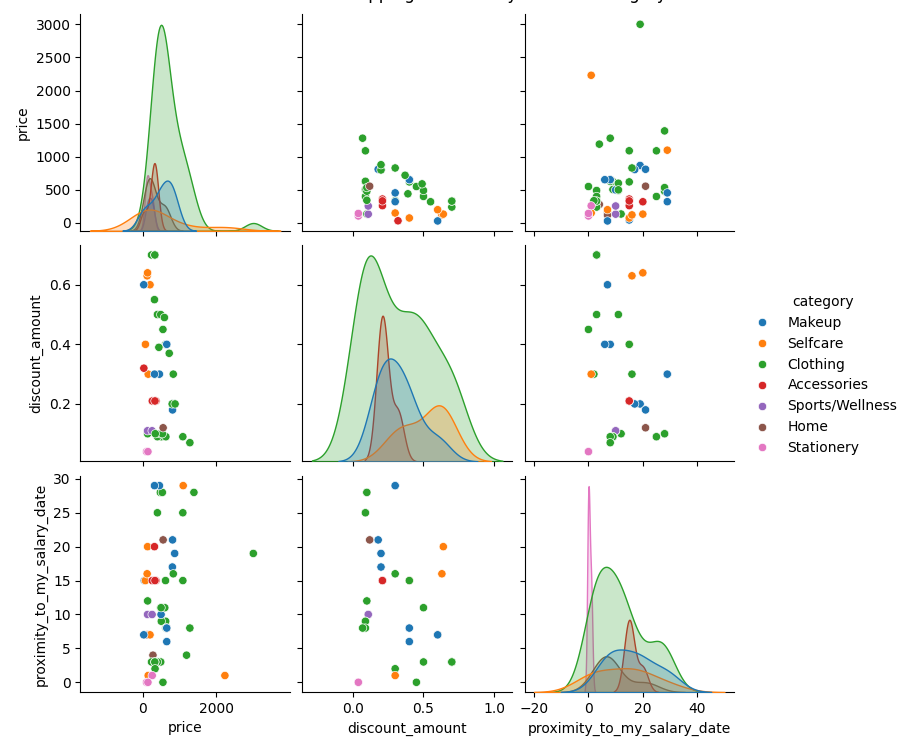 3000
2500
2000
1500
1000
500
0
price
0.6
0.4
0.2
discount_amount
30
25
20
15
10
5
0
proximity_to_my_salary_date
0 2000
price
0.0 0.5 1.0
discount_amount
−20 0 20 40
proximity_to_my_salary_date
category
Makeup
Selfcare
Clothing
Accessories
Sports/Wellness
Home
Stationery